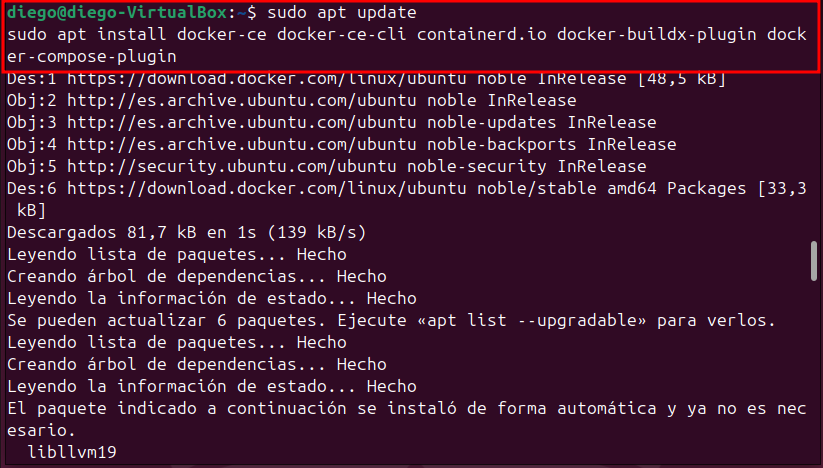 diego@diego-VirtualBox:~$ sudo apt update
sudo apt install docker-ce docker-ce-cli containerd.io docker-buildx-plugin dock
er-compose-plugin
Des:1 https://download.docker.com/linux/ubuntu noble InRelease [48,5 kB]
Obj:2 http://es.archive.ubuntu.com/ubuntu noble InRelease
Obj:3 http://es.archive.ubuntu.com/ubuntu noble-updates InRelease
Obj:4 http://es.archive.ubuntu.com/ubuntu noble-backports InRelease
Obj:5 http://security.ubuntu.com/ubuntu noble-security InRelease
Des:6 https://download.docker.com/linux/ubuntu noble/stable amd64 Packages [33,3
 kB]
Descargados 81,7 kB en 1s (139 kB/s)
Leyendo lista de paquetes... Hecho
Creando árbol de dependencias... Hecho
Leyendo la información de estado... Hecho
Se pueden actualizar 6 paquetes. Ejecute «apt list --upgradable» para verlos.
Leyendo lista de paquetes... Hecho
Creando árbol de dependencias... Hecho
Leyendo la información de estado... Hecho
El paquete indicado a continuación se instaló de forma automática y ya no es nec
esario.
  libllvm19